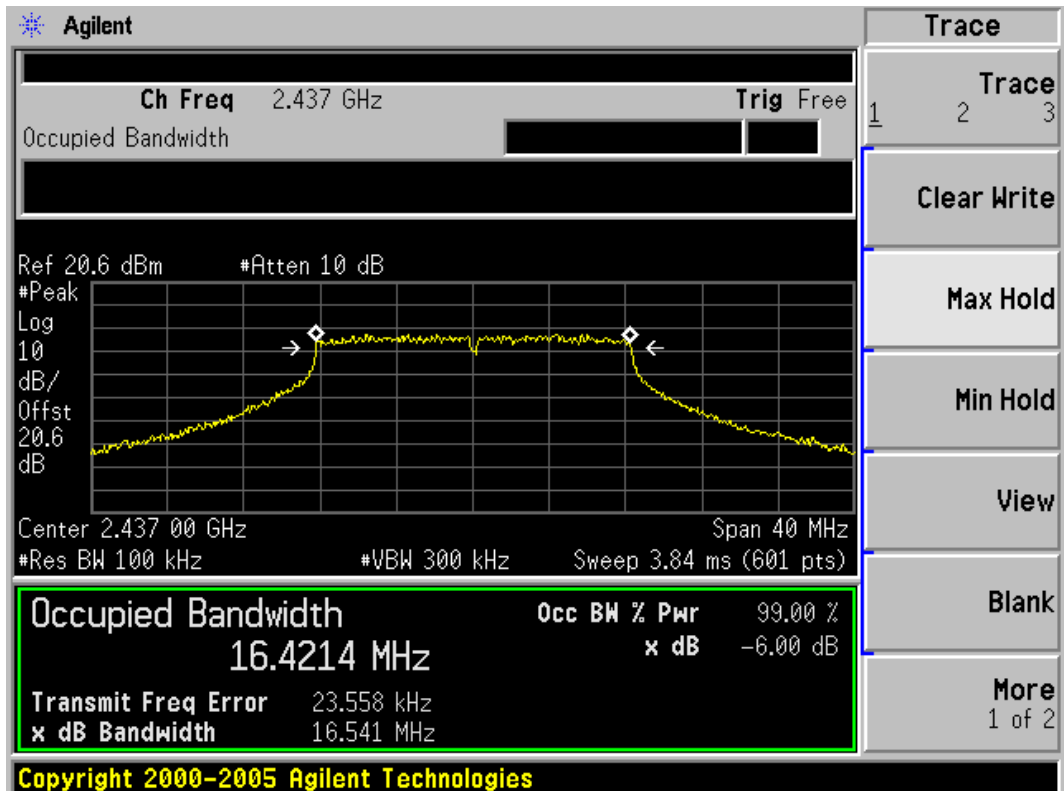 Agilent
Ch Freq 2.437 GHz Trig Free
Occupied Bandwidth
Ref 20.6 dBm #Atten 10 dB
#Peak
Log
10
dB/
Offst
20.6
dB
Center 2.437 00 GHz Span 40 MHz
#Res BW 100 kHz #VBW 300 kHz Sweep 3.84 ms (601 pts)
Occupied Bandwidth
16.4214 MHz
Occ BW % Pwr 99.00 %
x dB -6.00 dB
Transmit Freq Error 23.558 kHz
x dB Bandwidth 16.541 MHz
Copyright 2000-2005 Agilent Technologies
Trace
Trace
1 2 3
Clear Write
Max Hold
Min Hold
View
Blank
More
1 of 2